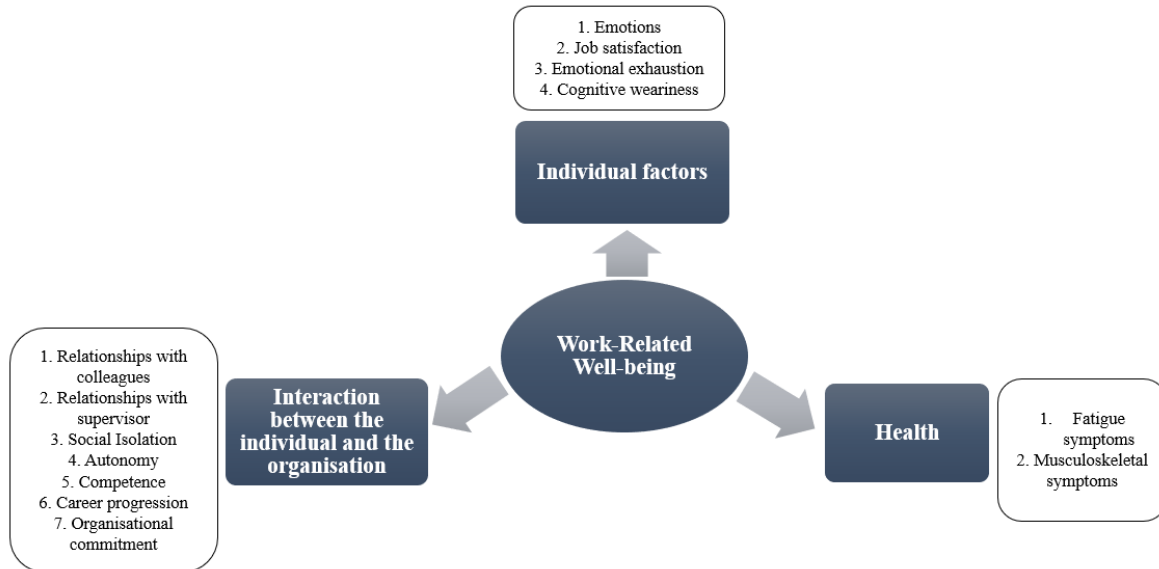 1. Emotions
2. Job satisfaction
3. Emotional exhaustion
4. Cognitive weariness
Individual factors
Work-Related
Well-being
1. Relationships with
colleagues
2. Relationships with
supervisor
3. Social Isolation
4. Autonomy
5. Competence
6. Career progression
7. Organisational
commitment
Interaction
between the
individual and the
organisation
Health
1. Fatigue
symptoms
2. Musculoskeletal
symptoms